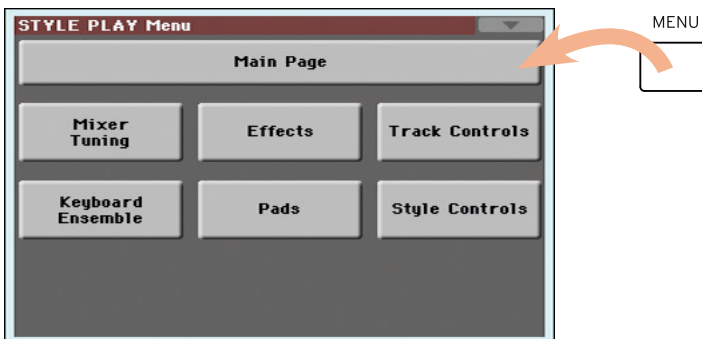 STYLE PLAY Menu
MENU
Main Page
Mixer
Tuning
Effects
Track Controls
Keyboard
Ensemble
Pads
Style Controls